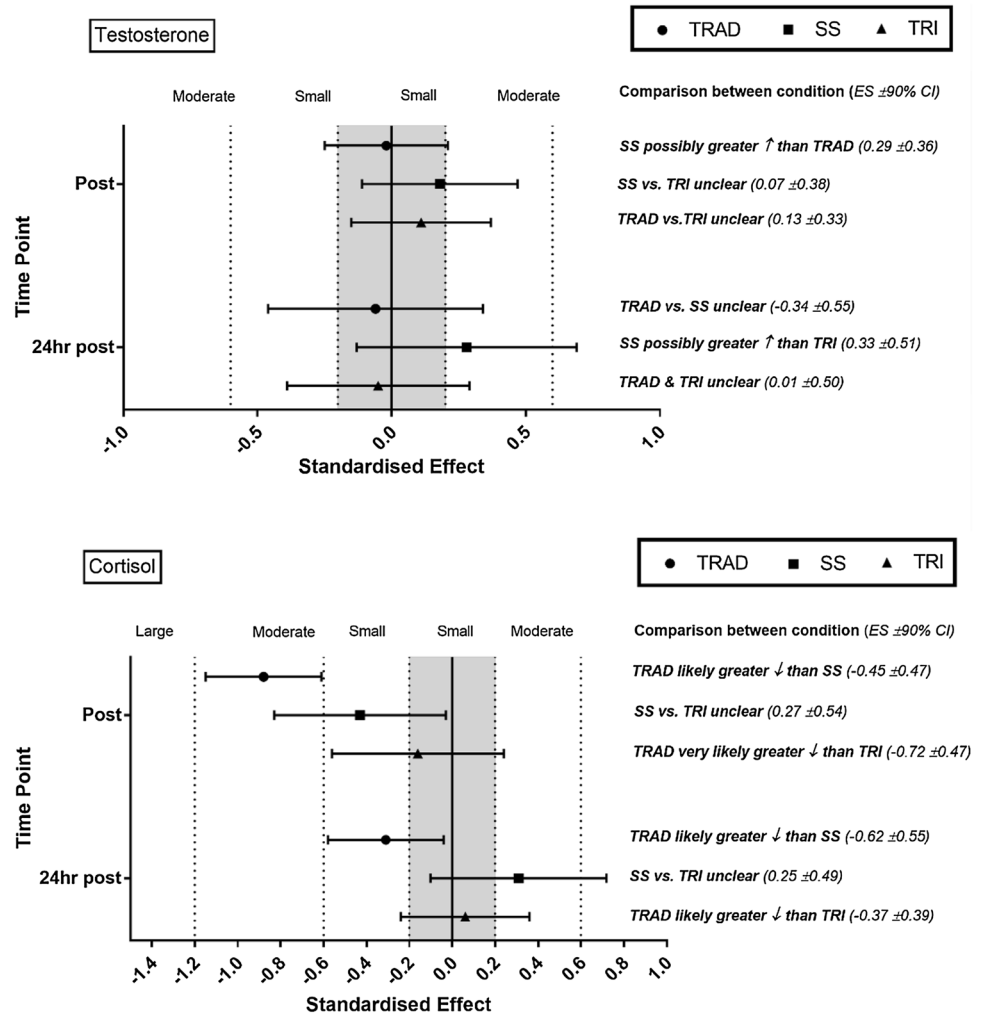 Testosterone
TRAD SS TRI
Moderate Small Small Moderate
Comparison between condition (ES ±90% CI)
SS possibly greater ↑ than TRAD (0.29 ±0.36)
Post
SS vs. TRI unclear (0.07 ±0.38)
TRAD vs.TRI unclear (0.13 ±0.33)
Time Point
TRAD vs. SS unclear (-0.34 ±0.55)
24hr post
SS possibly greater ↑ than TRI (0.33 ±0.51)
TRAD & TRI unclear (0.01 ±0.50)
-1.0 -0.5 0.0 0.5 1.0
Standardised Effect
Cortisol
TRAD SS TRI
Large Moderate Small Small Moderate
Comparison between condition (ES ±90% CI)
TRAD likely greater ↓ than SS (-0.45 ±0.47)
Post
SS vs. TRI unclear (0.27 ±0.54)
TRAD very likely greater ↓ than TRI (-0.72 ±0.47)
Time Point
TRAD likely greater ↓ than SS (-0.62 ±0.55)
24hr post
SS vs. TRI unclear (0.25 ±0.49)
TRAD likely greater ↓ than TRI (-0.37 ±0.39)
-1.4 -1.2 -1.0 -0.8 -0.6 -0.4 -0.2 0.0 0.2 0.4 0.6 0.8 1.0
Standardised Effect